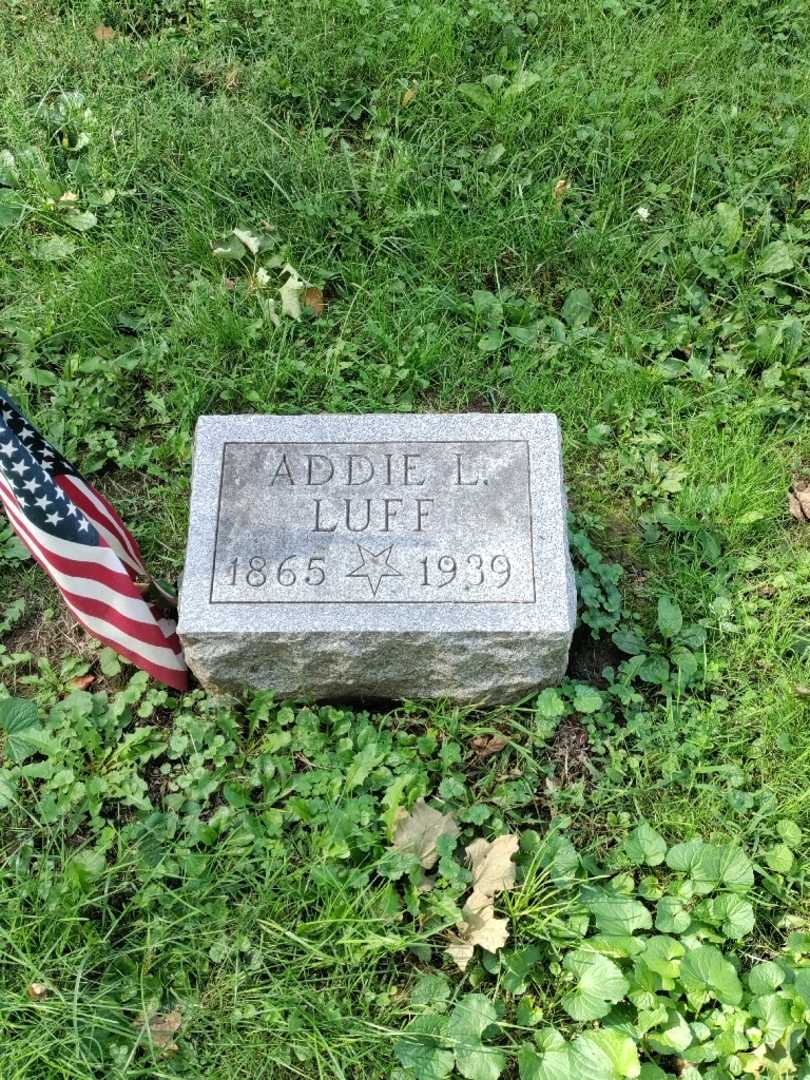 ADDIE L.
LUFF
1865 1939